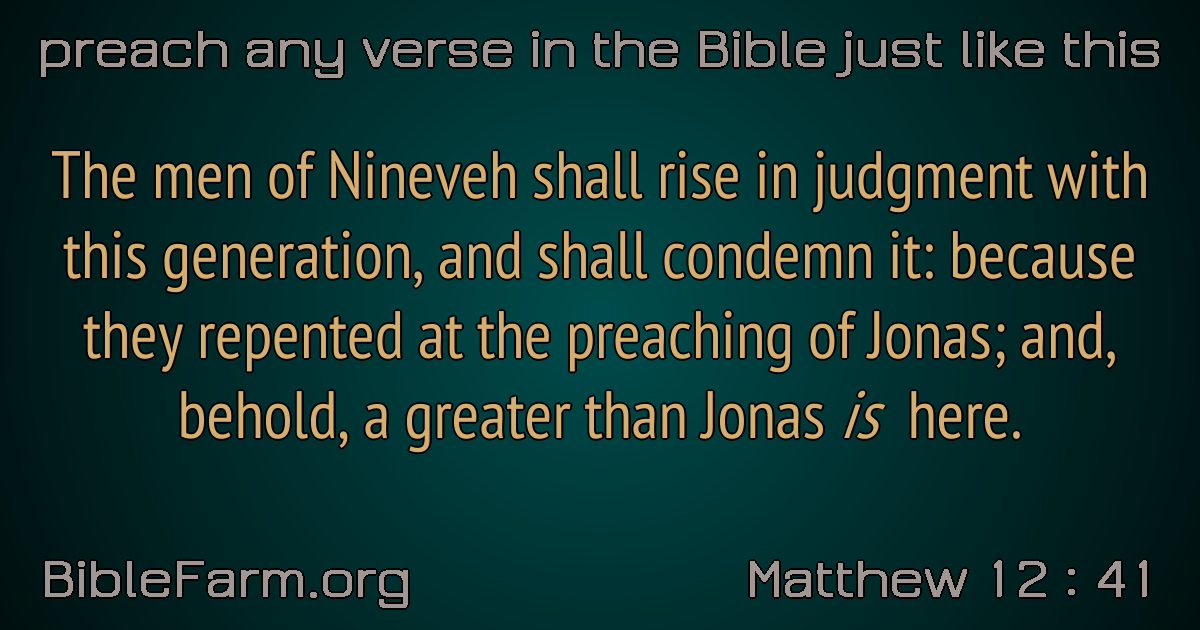 preach any verse in the Bible just like this
The men of Nineveh shall rise in judgment with
this generation, and shall condemn it: because
they repented at the preaching of Jonas; and,
behold, a greater than Jonas is here.
BibleFarm.org
Matthew 12 : 41